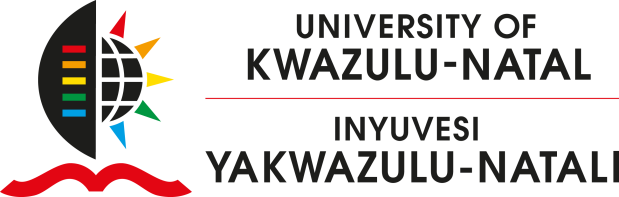 UNIVERSITY OF
KWAZULU-NATAL
INYUVESI
YAKWAZULU-NATALI